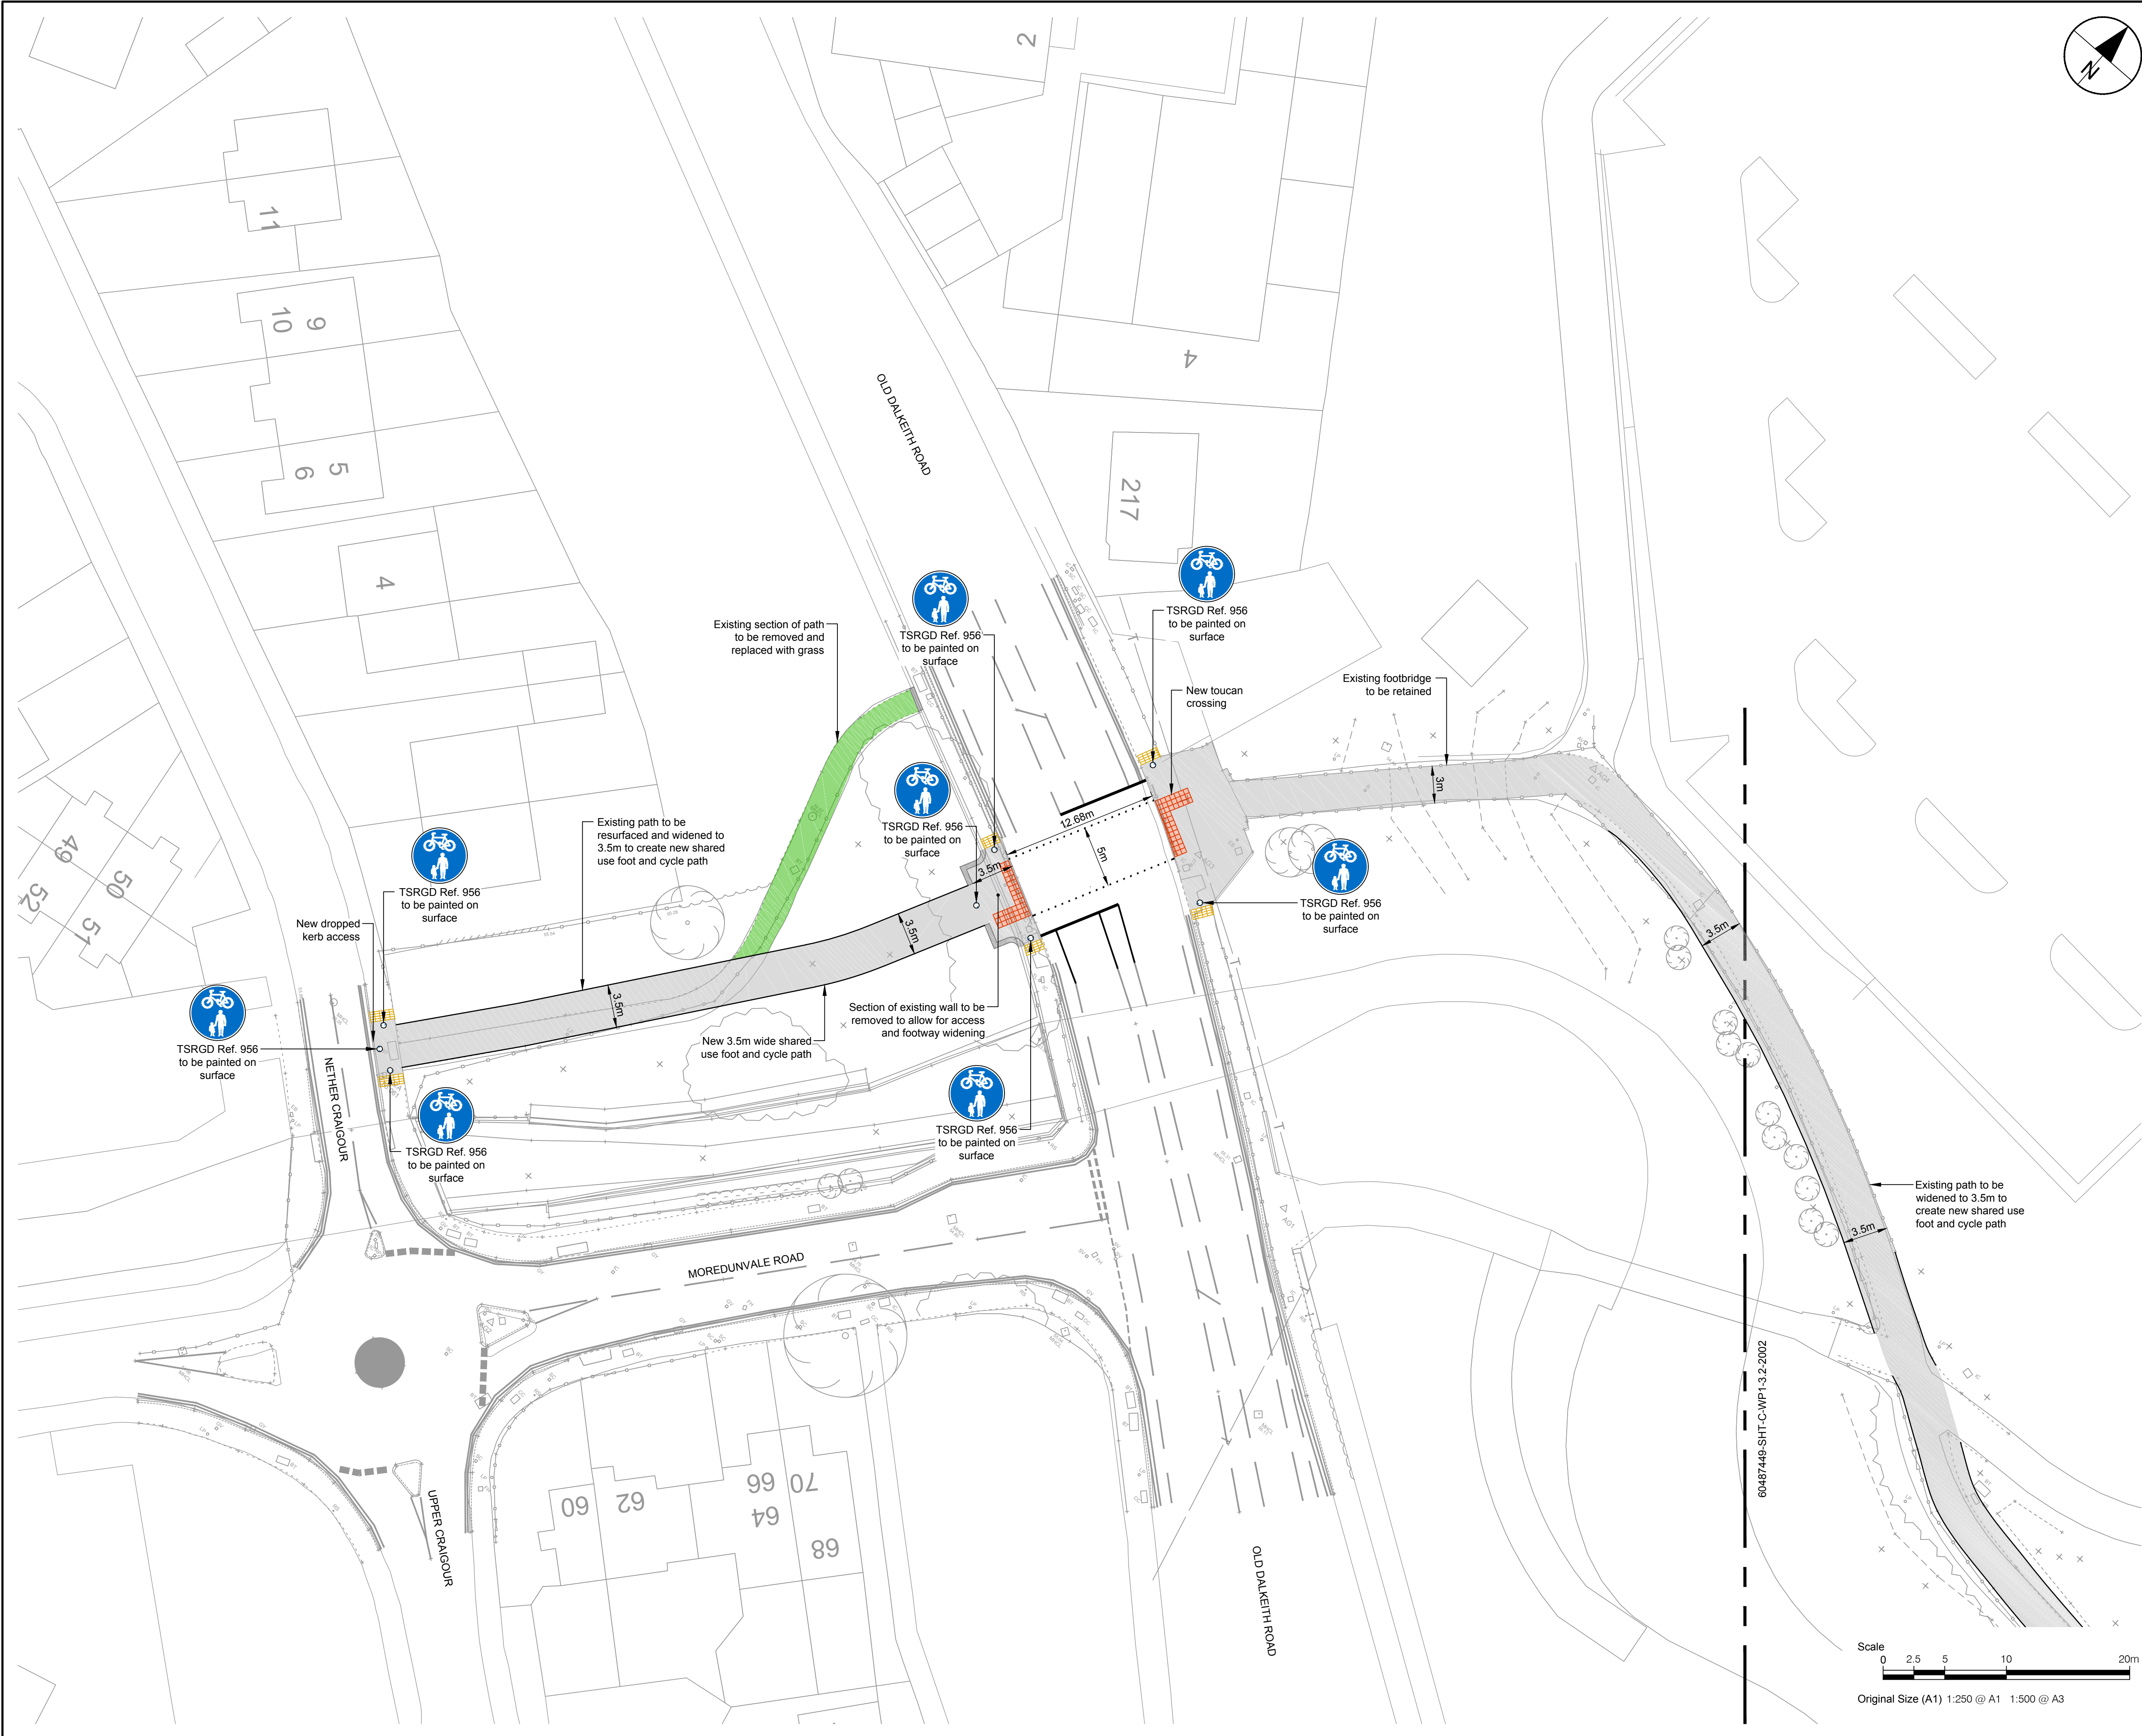 N
2
11
10
9
6
5
4
4
217
OLD DALKEITH ROAD
TSRGD Ref. 956
to be painted on
surface
TSRGD Ref. 956
to be painted on
surface
Existing section of path
to be removed and
replaced with grass
New toucan
crossing
Existing footbridge
to be retained
3m
12.68m
5m
3.5m
TSRGD Ref. 956
to be painted on
surface
Existing path to be
resurfaced and widened to
3.5m to create new shared
use foot and cycle path
TSRGD Ref. 956
to be painted on
surface
TSRGD Ref. 956
to be painted on
surface
New dropped
kerb access
3.5m
3.5m
3.5m
49
50
52
51
Section of existing wall to be
removed to allow for access
and footway widening
New 3.5m wide shared
use foot and cycle path
TSRGD Ref. 956
to be painted on
surface
NETHER CRAIGOUR
TSRGD Ref. 956
to be painted on
surface
TSRGD Ref. 956
to be painted on
surface
Existing path to be
widened to 3.5m to
create new shared use
foot and cycle path
3.5m
MOREDUNVALE ROAD
AG1
60487449-SHT-C-WP1-3.2-2002
UPPER CRAIGOUR
60
62
66
64
70
68
OLD DALKEITH ROAD
Scale
0 2.5 5 10 20m
Original Size (A1) 1:250 @ A1 1:500 @ A3